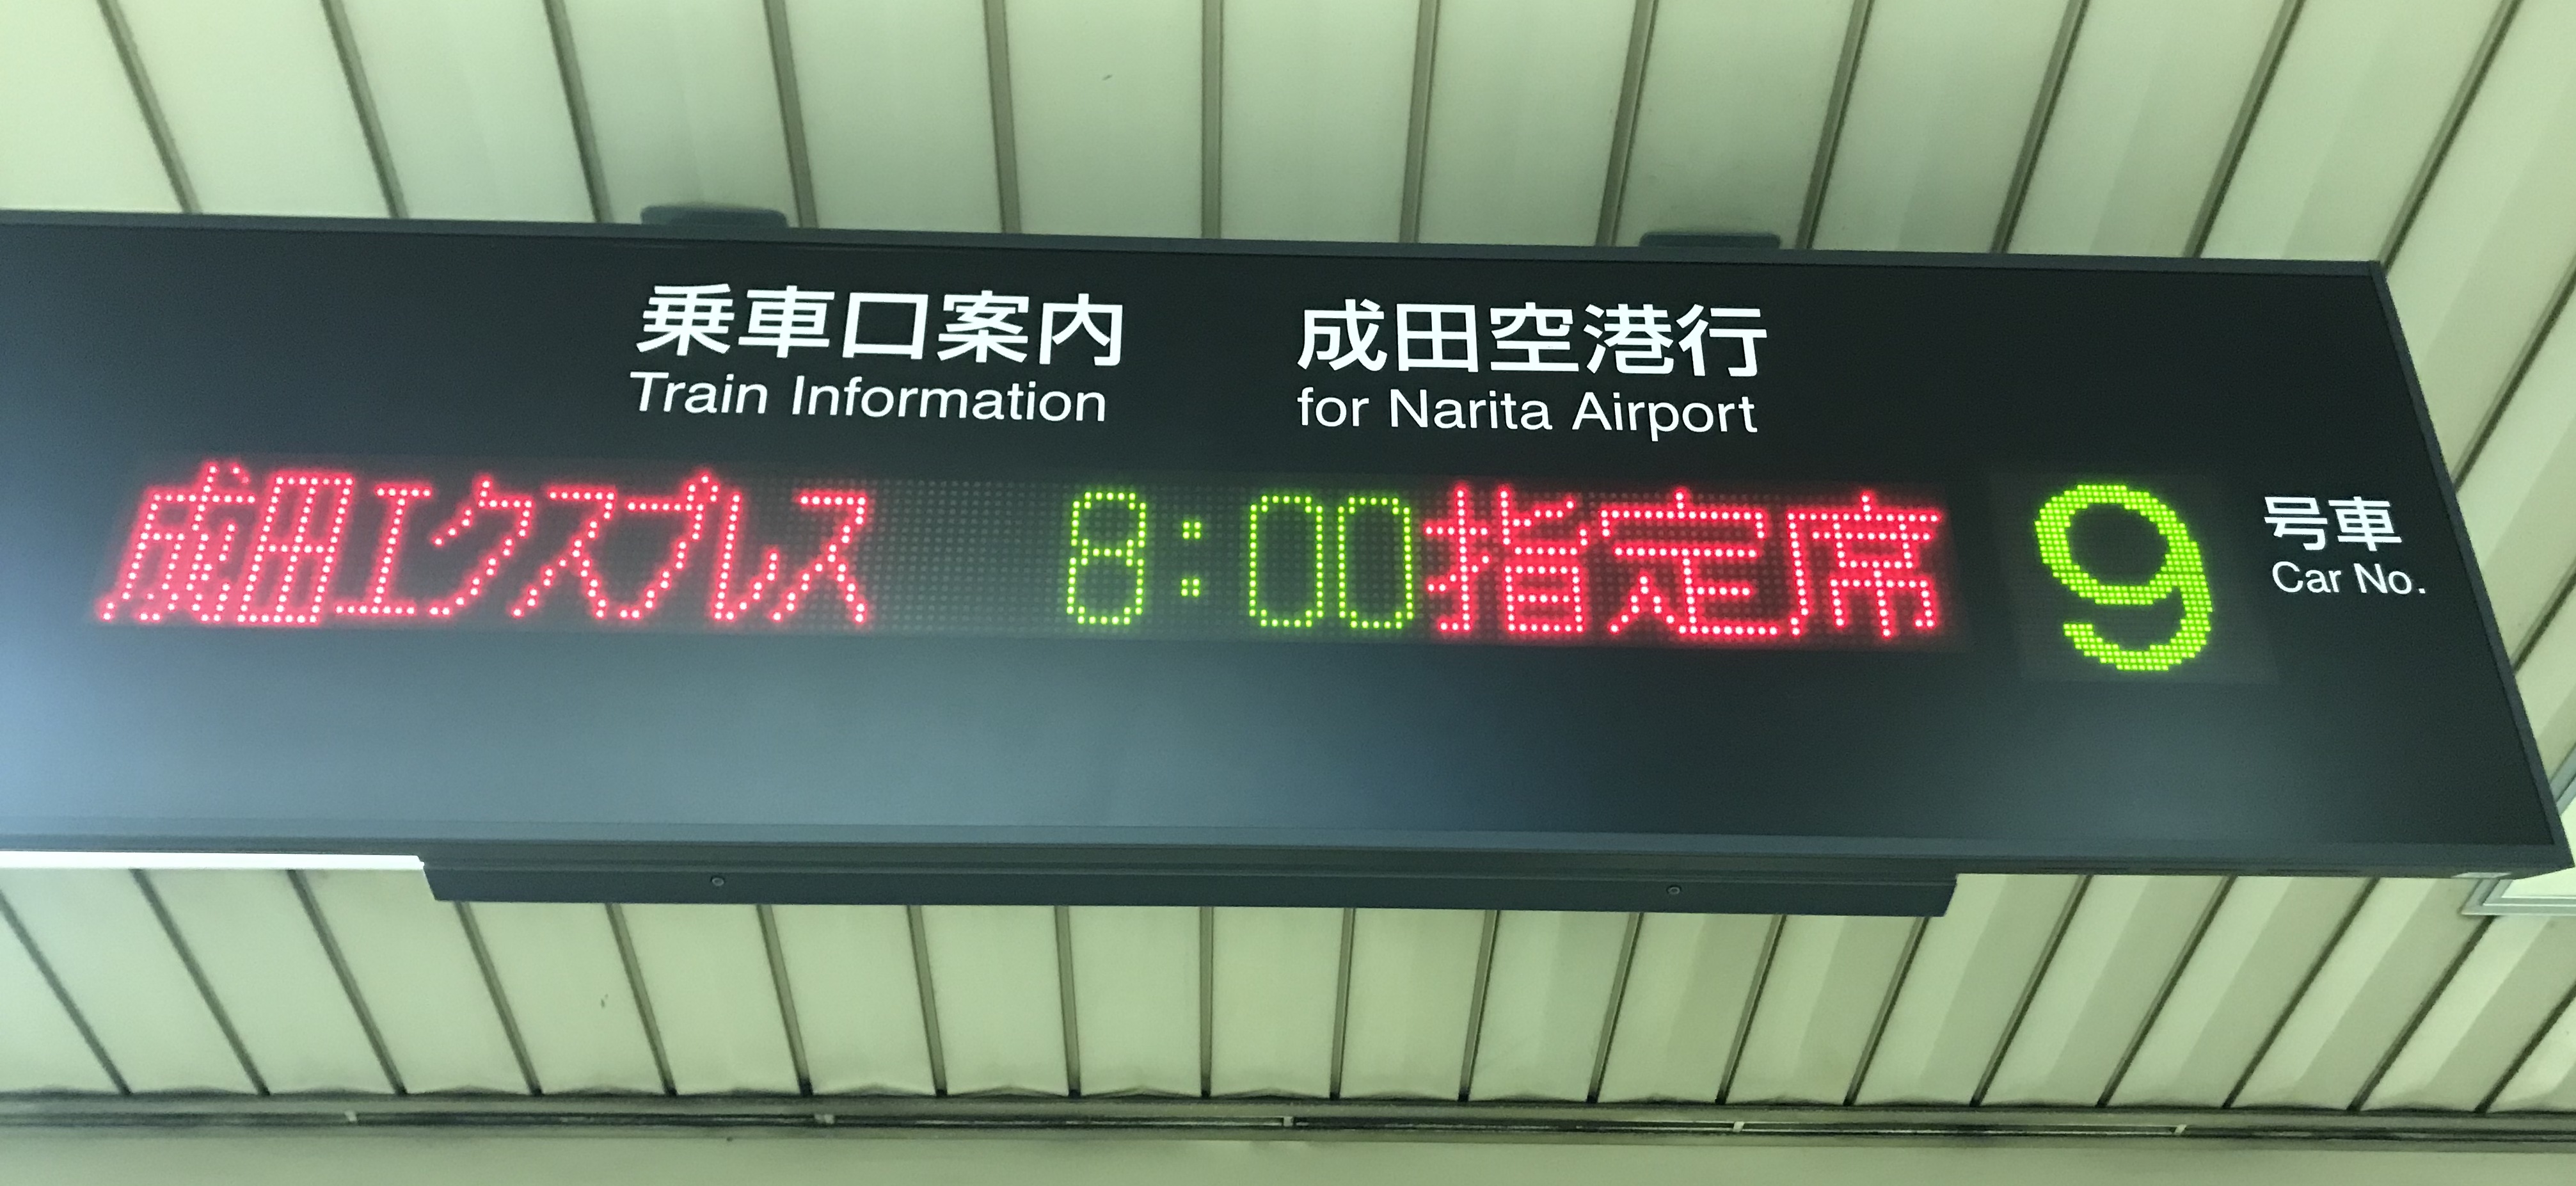 乗車口案内 成田空港行
Train Information for Narita Airport
成田エクスプレス 8:00 指定席 9 号車
Car No.